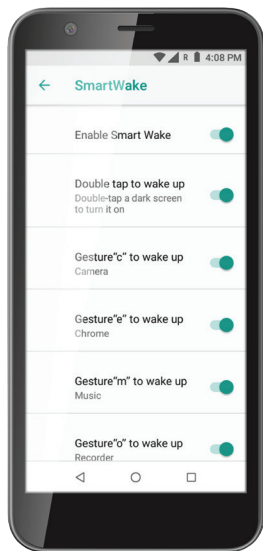 R 4:08 PM
SmartWake
Enable Smart Wake
Double tap to wake up
Double-tap a dark screen
to turn it on
Gesture"c" to wake up
Camera
Gesture"e" to wake up
Chrome
Gesture"m" to wake up
Music
Gesture"o" to wake up
Recorder